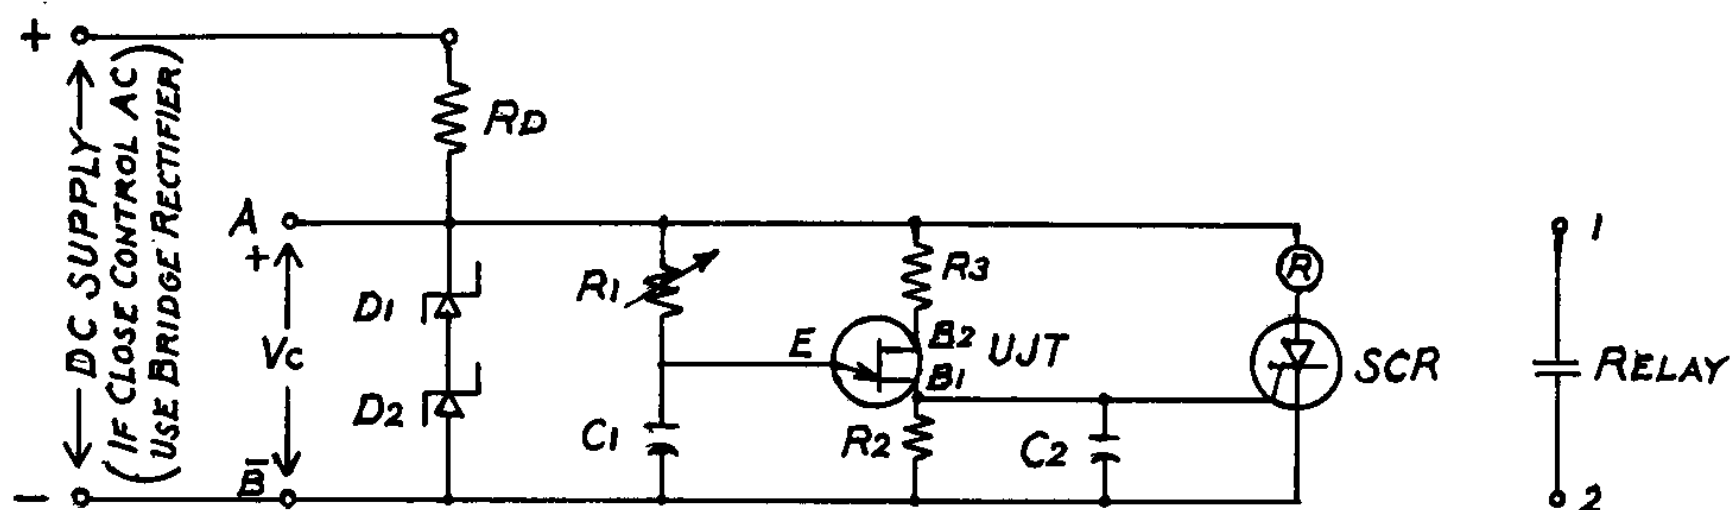 +
← DC SUPPLY →
(IF CLOSE CONTROL AC)
(USE BRIDGE RECTIFIER)
RD
A
+
VC
B
-
-
D1
D2
R1
C1
E
R3
B2
B1
UJT
R2
C2
R
SCR
1
RELAY
2